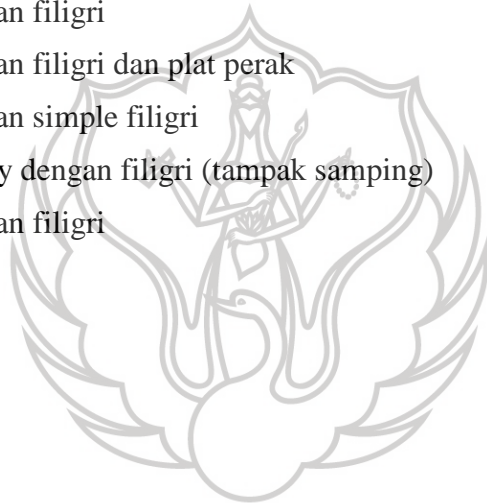 an filigri
an filigri dan plat perak
an simple filigri
y dengan filigri (tampak samping)
an filigri